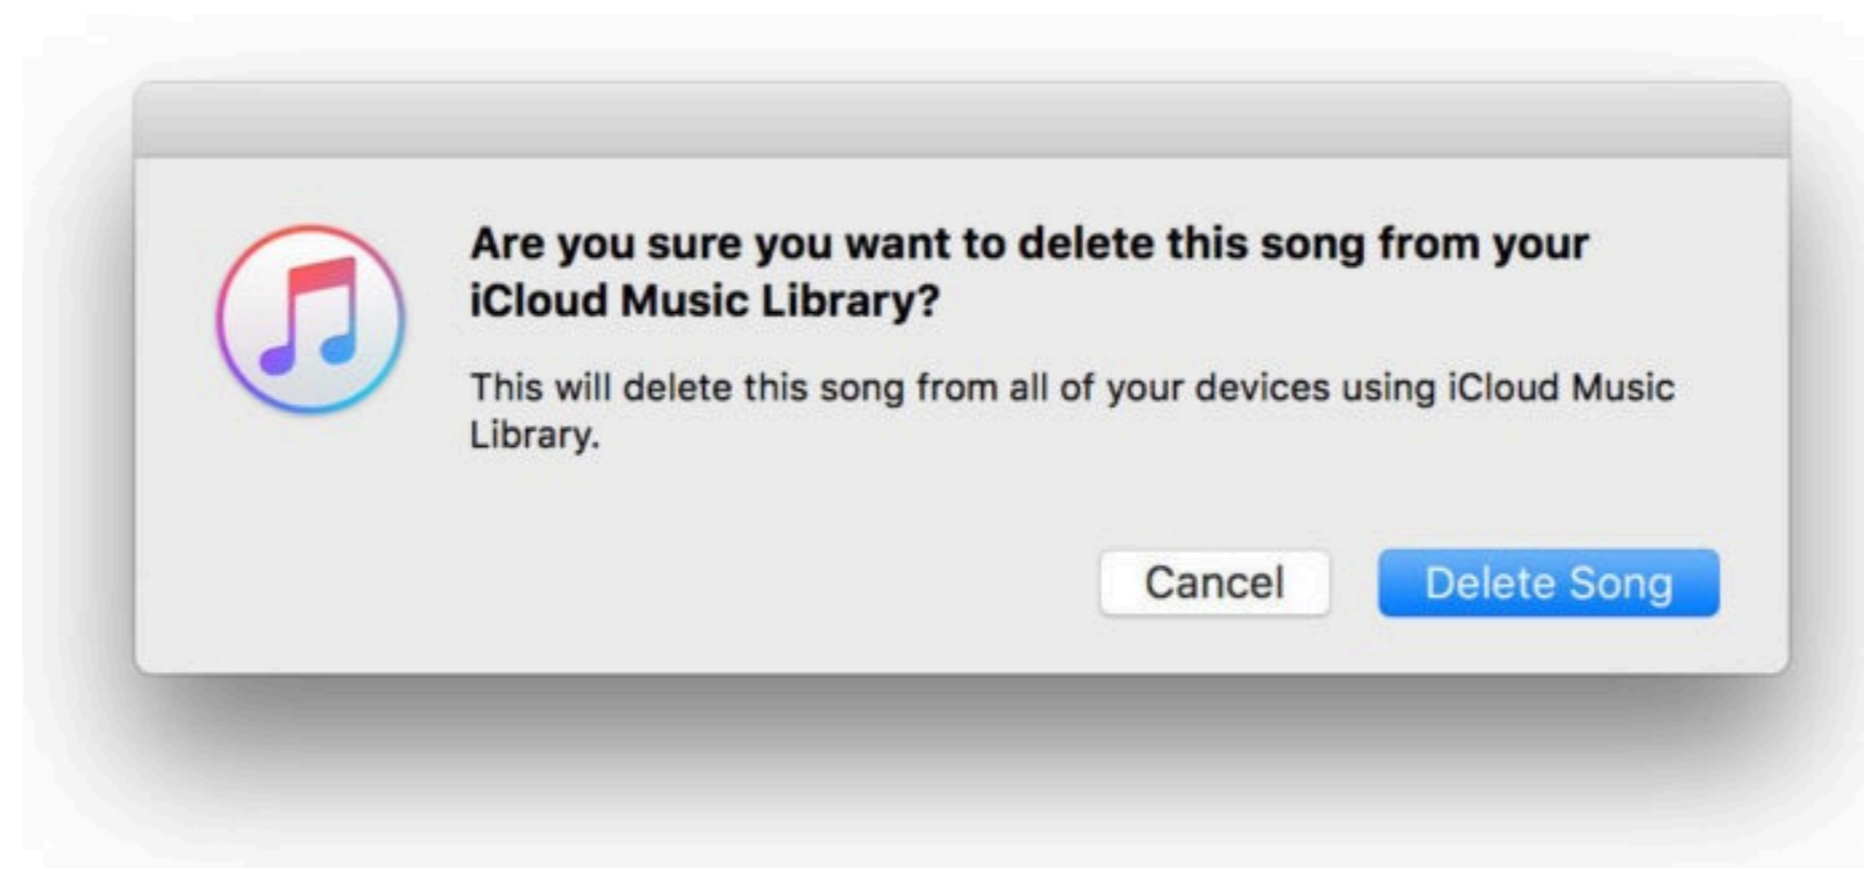 Are you sure you want to delete this song from your
iCloud Music Library?
This will delete this song from all of your devices using iCloud Music
Library.
Cancel
Delete Song